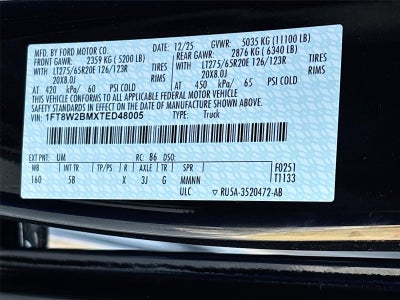 MFD. BY FORD MOTOR CO. DATE: 12/25 GVWR: 5035 KG (11100 LB)
FRONT GAWR: 2359 KG (5200 LB) REAR GAWR: 2876 KG (6340 LB)
LT275/65R20E 126/123R TIRES LT275/65R20E 126/123R TIRES
20X8.0J RIMS 20X8.0J RIMS
AT 420 kPa/ 60 PSI COLD AT 450 kPa/ 65 PSI COLD
THIS VEHICLE CONFORMS TO ALL APPLICABLE FEDERAL MOTOR VEHICLE SAFETY STANDARDS IN EFFECT ON THE DATE OF MANUFACTURE SHOWN ABOVE.
VIN: 1FT8W2BMXTED48005 TYPE: Truck
EXT PNT: UM RC: 86 DSO: F0251
WB INT TR TP/PS R AX TR SPR T1133
160 5B X 3J G MMNN
ULC ▽ RU5A-3520472-AB